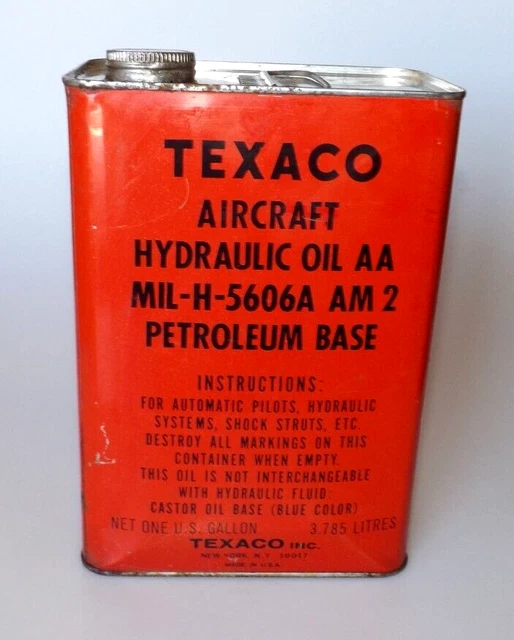 TEXACO
AIRCRAFT
HYDRAULIC OIL AA
MIL-H-5606A AM 2
PETROLEUM BASE
INSTRUCTIONS:
FOR AUTOMATIC PILOTS, HYDRAULIC
SYSTEMS, SHOCK STRUTS, ETC.
DESTROY ALL MARKINGS ON THIS
CONTAINER WHEN EMPTY.
THIS OIL IS NOT INTERCHANGEABLE
WITH HYDRAULIC FLUID:
CASTOR OIL BASE (BLUE COLOR)
NET ONE U.S. GALLON 3.785 LITRES
TEXACO INC.
NEW YORK, N.Y. 10017
MADE IN U.S.A.